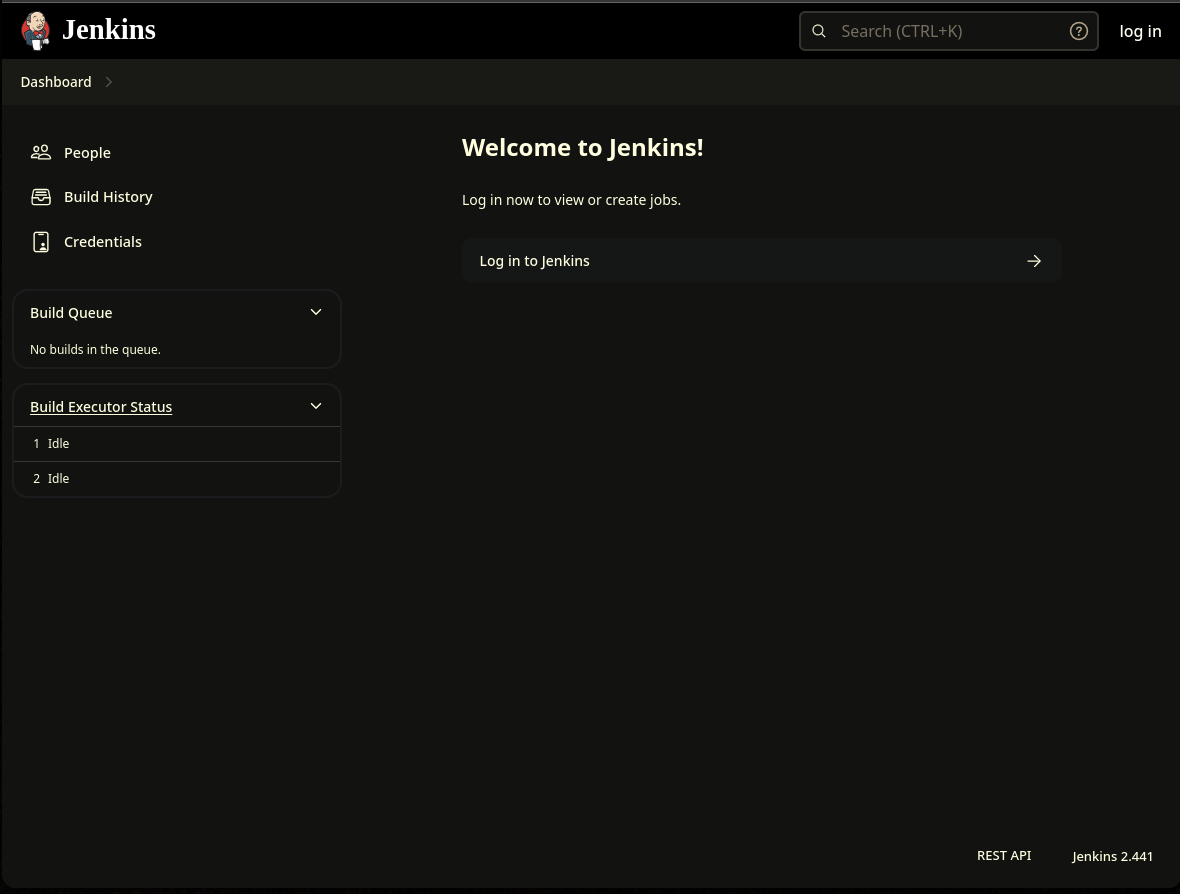 Jenkins
Search (CTRL+K)
log in
Dashboard
People
Build History
Credentials
Build Queue
No builds in the queue.
Build Executor Status
1 Idle
2 Idle
Welcome to Jenkins!
Log in now to view or create jobs.
Log in to Jenkins
REST API
Jenkins 2.441